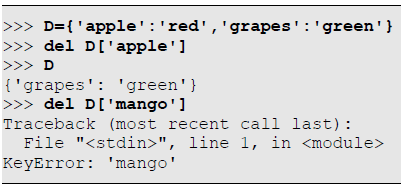 >>> D={'apple':'red','grapes':'green'}
>>> del D['apple']
>>> D
{'grapes': 'green'}
>>> del D['mango']
Traceback (most recent call last):
  File "<stdin>", line 1, in <module>
KeyError: 'mango'